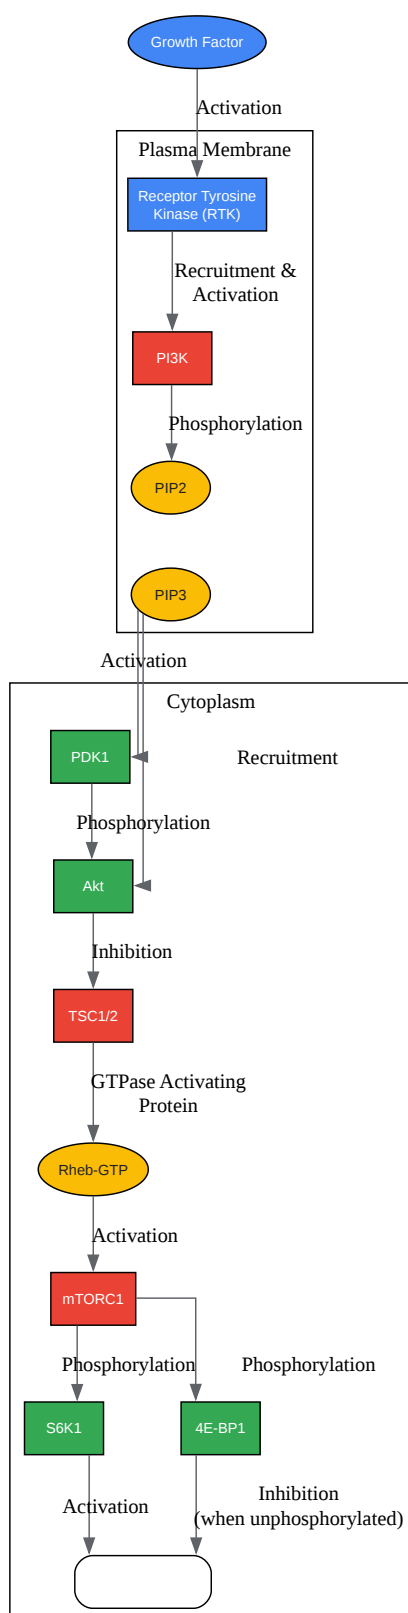 Growth Factor
Activation
Plasma Membrane
Receptor Tyrosine
Kinase (RTK)
Recruitment &
Activation
PI3K
Phosphorylation
PIP2
PIP3
Activation
Cytoplasm
PDK1
Recruitment
Phosphorylation
Akt
Inhibition
TSC1/2
GTPase Activating
Protein
Rheb-GTP
Activation
mTORC1
Phosphorylation
Phosphorylation
S6K1
4E-BP1
Activation
Inhibition
(when unphosphorylated)